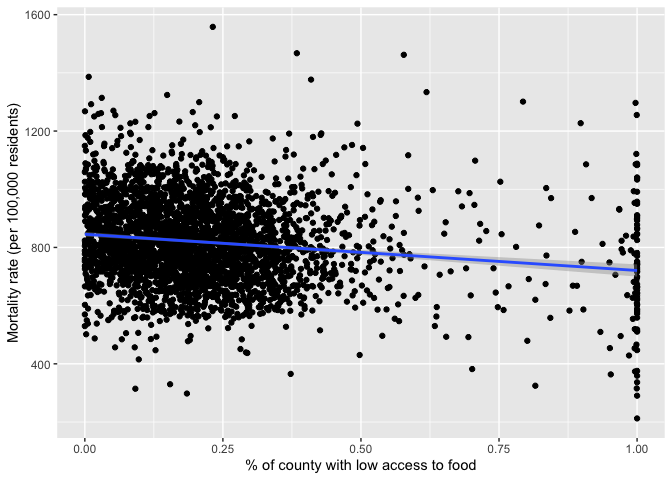 1600
1200
800
400
Mortality rate (per 100,000 residents)
0.00 0.25 0.50 0.75 1.00
% of county with low access to food